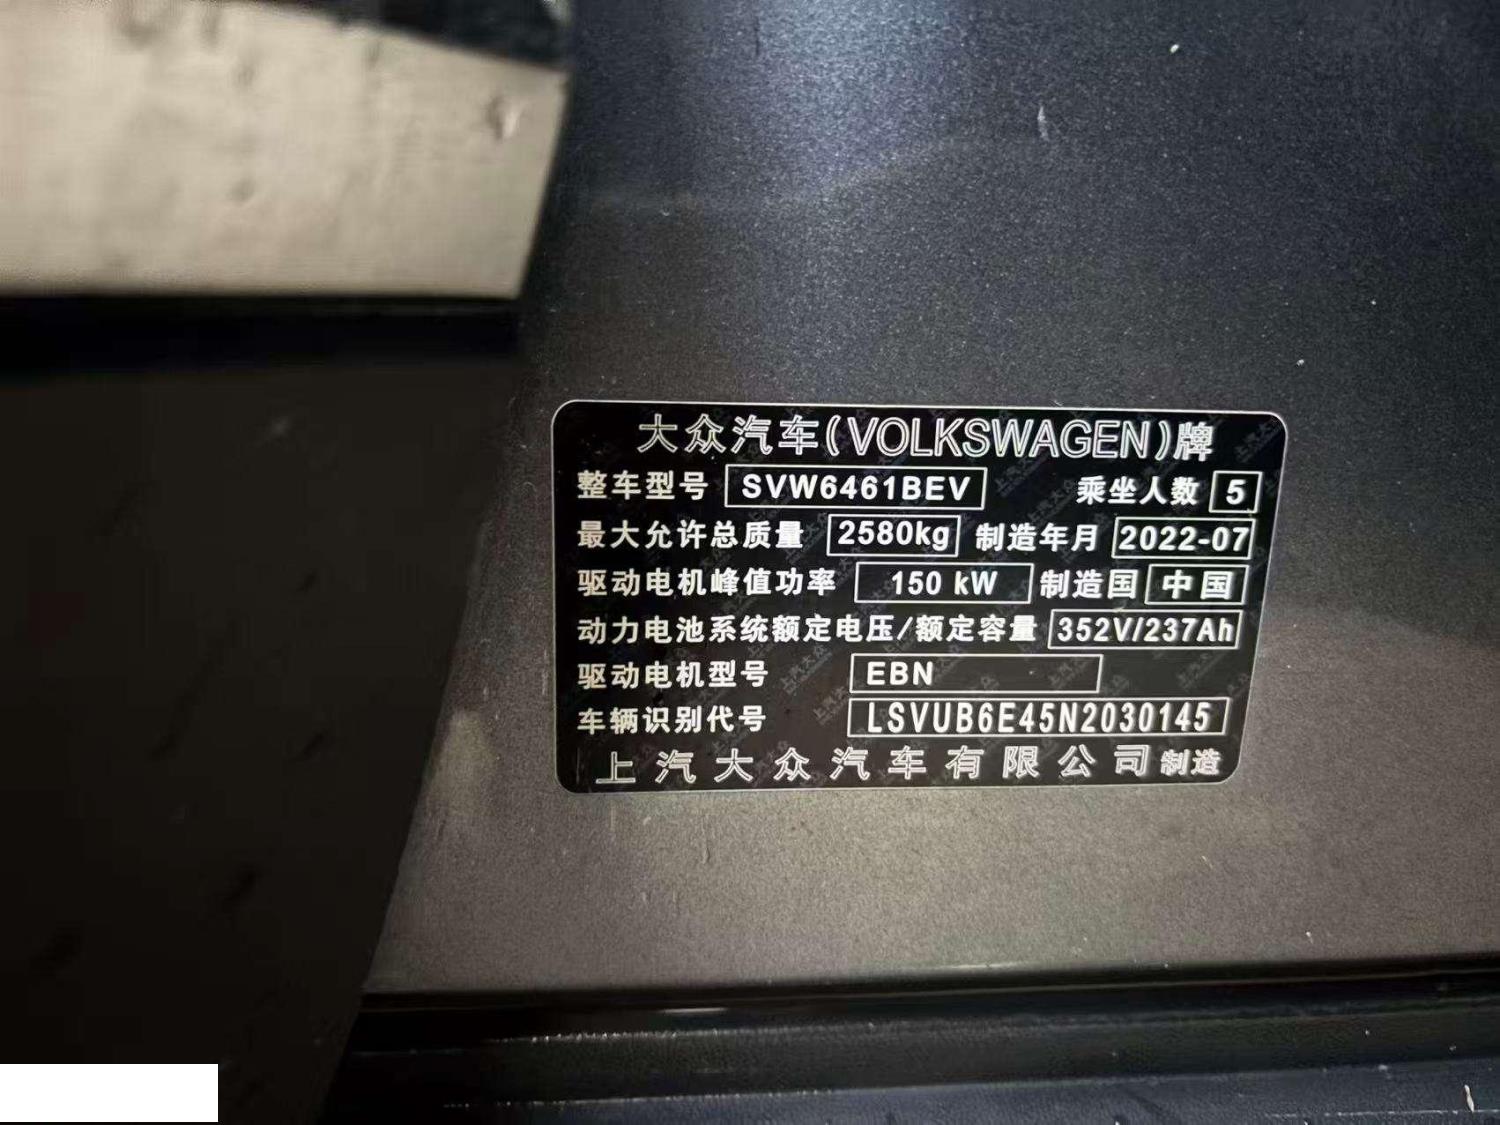 大众汽车(VOLKSWAGEN)牌
整车型号 SVW6461BEV 乘坐人数 5
最大允许总质量 2580kg 制造年月 2022-07
驱动电机峰值功率 150 kW 制造国 中国
动力电池系统额定电压/额定容量 352V/237Ah
驱动电机型号 EBN
车辆识别代号 LSVUB6E45N2030145
上汽大众汽车有限公司制造